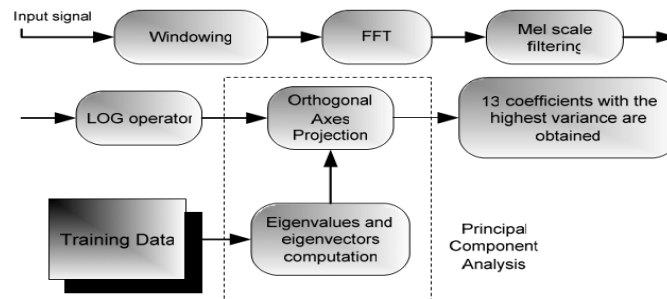 Input signal
Windowing
FFT
Mel scale
filtering
LOG operator
Orthogonal
Axes
Projection
13 coefficients with the
highest variance are
obtained
Training Data
Eigenvalues and
eigenvectors
computation
Principal
Component
Analysis